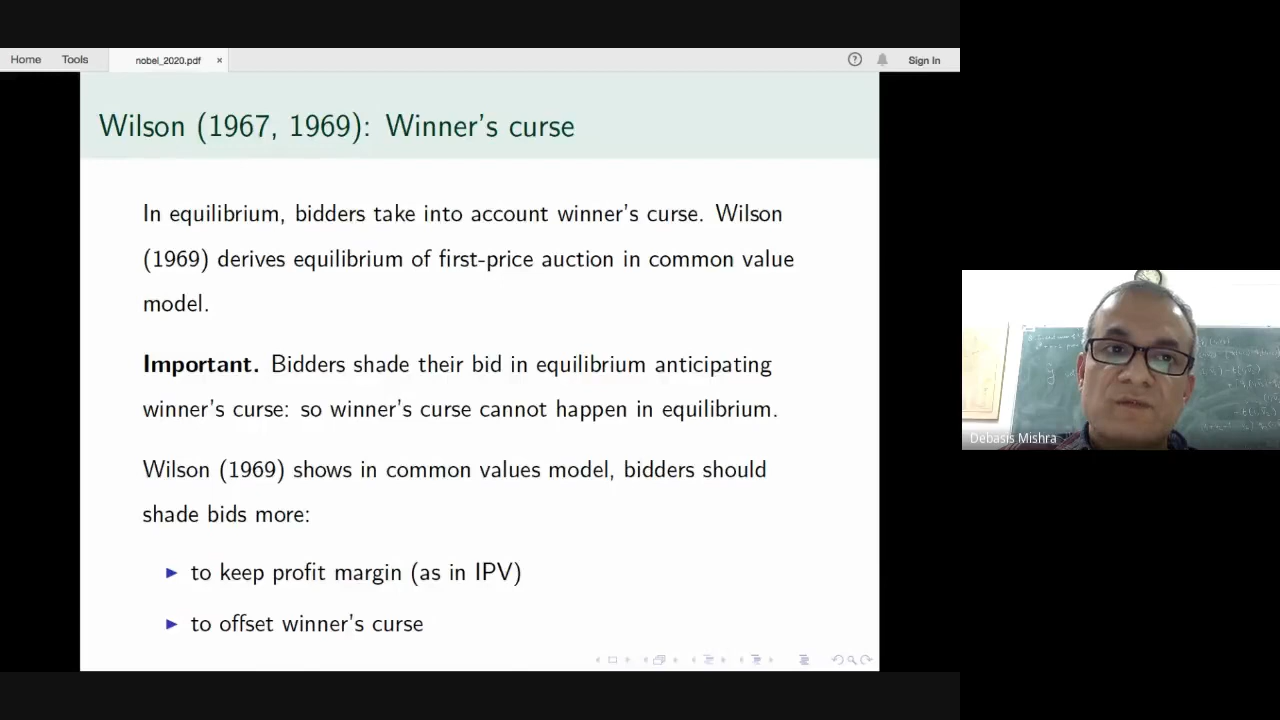 Home Tools nobel_2020.pdf × ? Sign In
Wilson (1967, 1969): Winner's curse
In equilibrium, bidders take into account winner's curse. Wilson
(1969) derives equilibrium of first-price auction in common value
model.
Important. Bidders shade their bid in equilibrium anticipating
winner's curse: so winner's curse cannot happen in equilibrium.
Wilson (1969) shows in common values model, bidders should
shade bids more:
► to keep profit margin (as in IPV)
► to offset winner's curse
Debasis Mishra